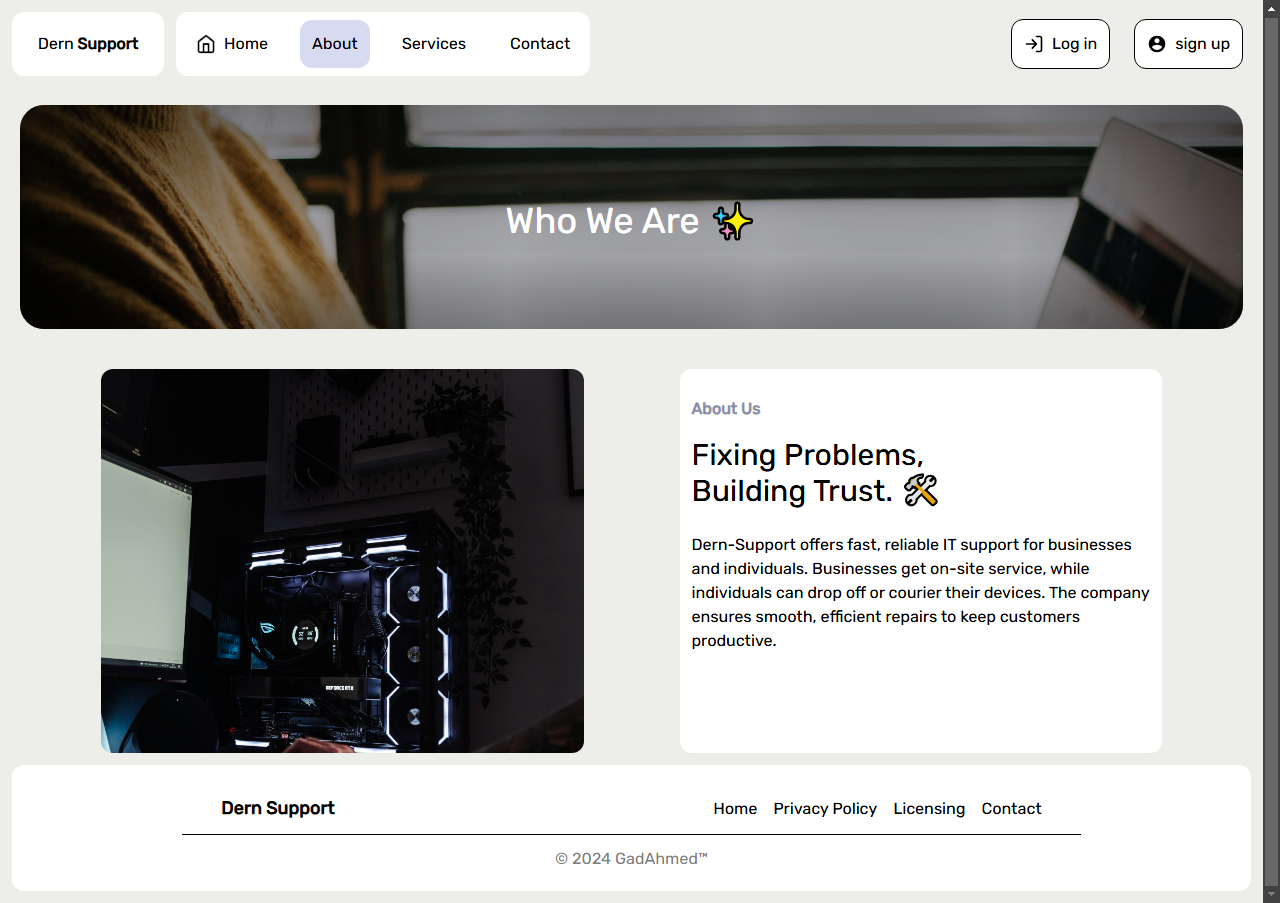 Dern Support
Home
About
Services
Contact
Log in
sign up
Who We Are ✨
About Us
Fixing Problems,
Building Trust. 🛠
Dern-Support offers fast, reliable IT support for businesses
and individuals. Businesses get on-site service, while
individuals can drop off or courier their devices. The company
ensures smooth, efficient repairs to keep customers
productive.
GEFORCE RTX
Dern Support
Home Privacy Policy Licensing Contact
© 2024 GadAhmed™